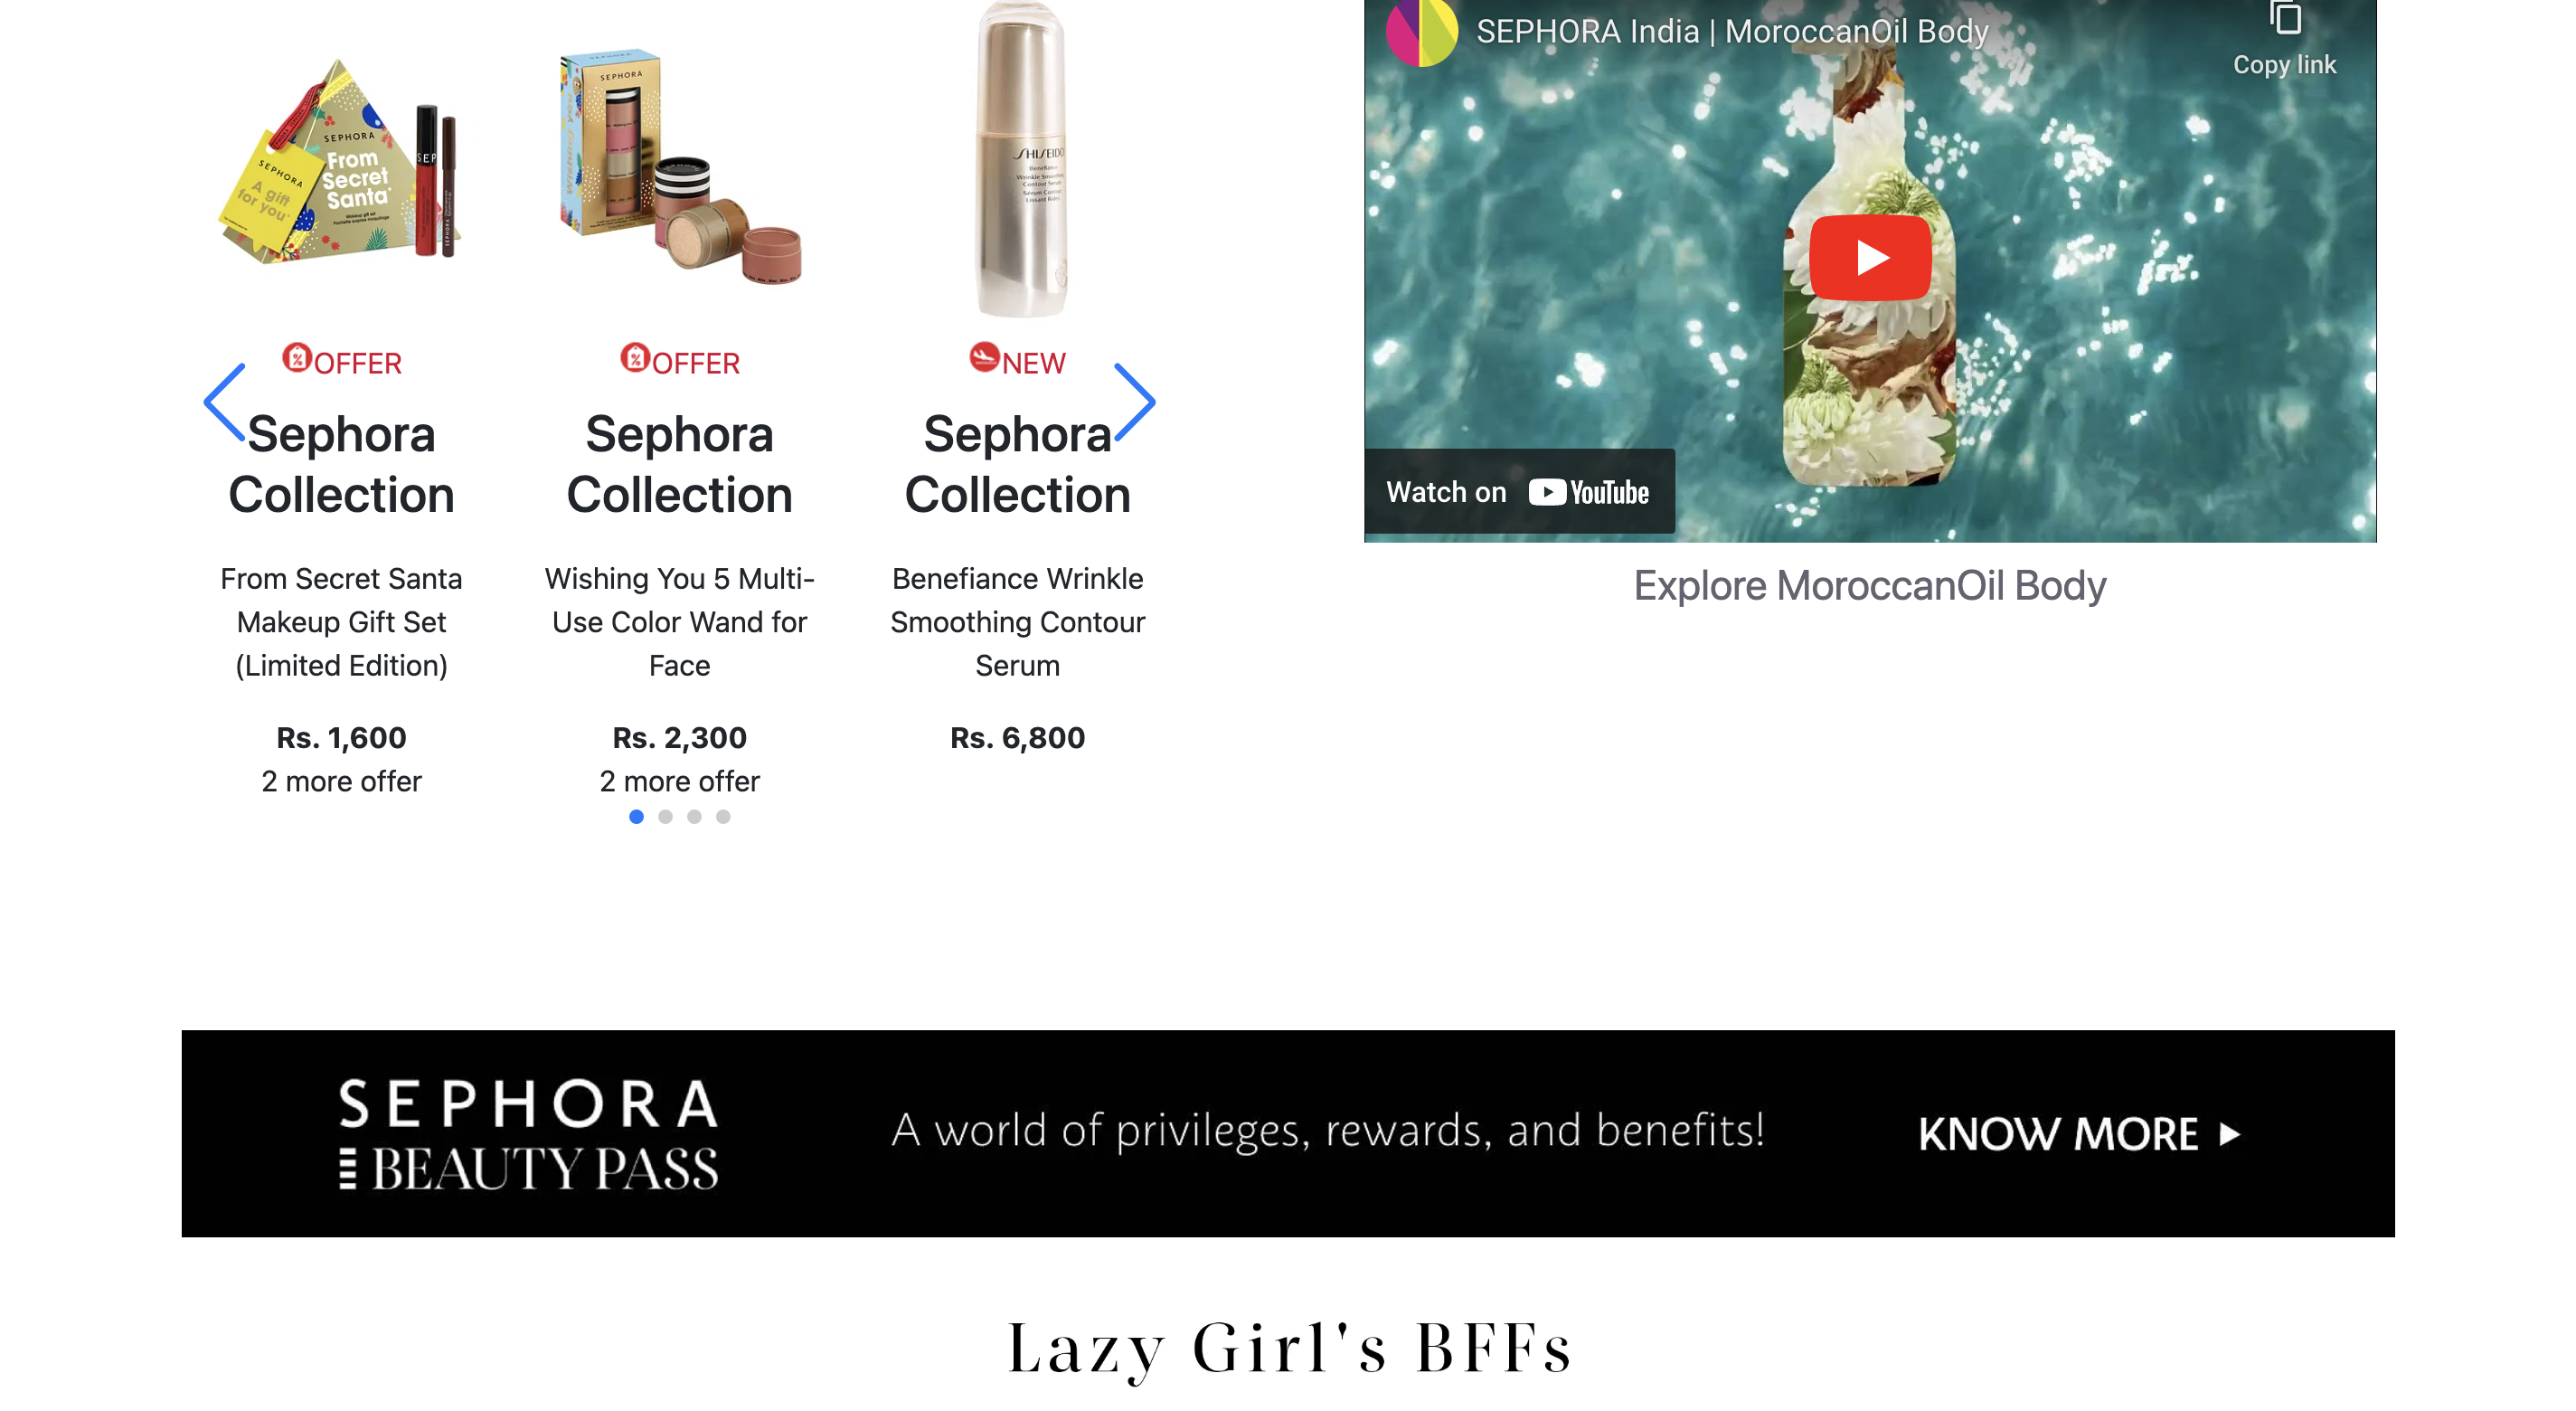 SEPHORA
From
Secret
Santa
SEPHORA
A gift
for you
SEP
OFFER
Sephora
Collection
From Secret Santa
Makeup Gift Set
(Limited Edition)
Rs. 1,600
2 more offer
SEPHORA
OFFER
Sephora
Collection
Wishing You 5 Multi-
Use Color Wand for
Face
Rs. 2,300
2 more offer
SHISEIDO
Benefiance
Wrinkle Smoothing
Contour Serum
NEW
Sephora
Collection
Benefiance Wrinkle
Smoothing Contour
Serum
Rs. 6,800
SEPHORA India | MoroccanOil Body
Copy link
Watch on YouTube
Explore MoroccanOil Body
SEPHORA
BEAUTY PASS
A world of privileges, rewards, and benefits!
KNOW MORE
Lazy Girl's BFFs